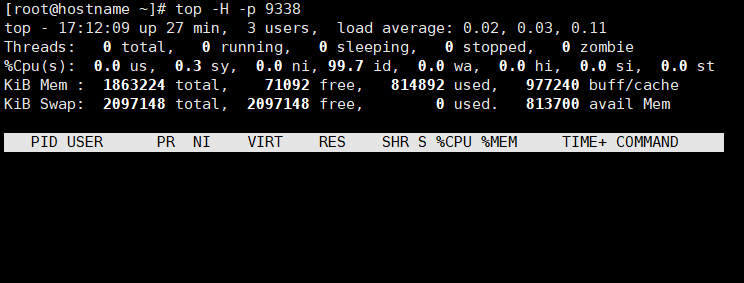 [root@hostname ~]# top -H -p 9338
top - 17:12:09 up 27 min,  3 users,  load average: 0.02, 0.03, 0.11
Threads:   0 total,   0 running,   0 sleeping,   0 stopped,   0 zombie
%Cpu(s):  0.0 us,  0.3 sy,  0.0 ni, 99.7 id,  0.0 wa,  0.0 hi,  0.0 si,  0.0 st
KiB Mem :  1863224 total,    71092 free,   814892 used,   977240 buff/cache
KiB Swap:  2097148 total,  2097148 free,        0 used.   813700 avail Mem
PID USER      PR  NI    VIRT    RES    SHR S %CPU %MEM     TIME+ COMMAND